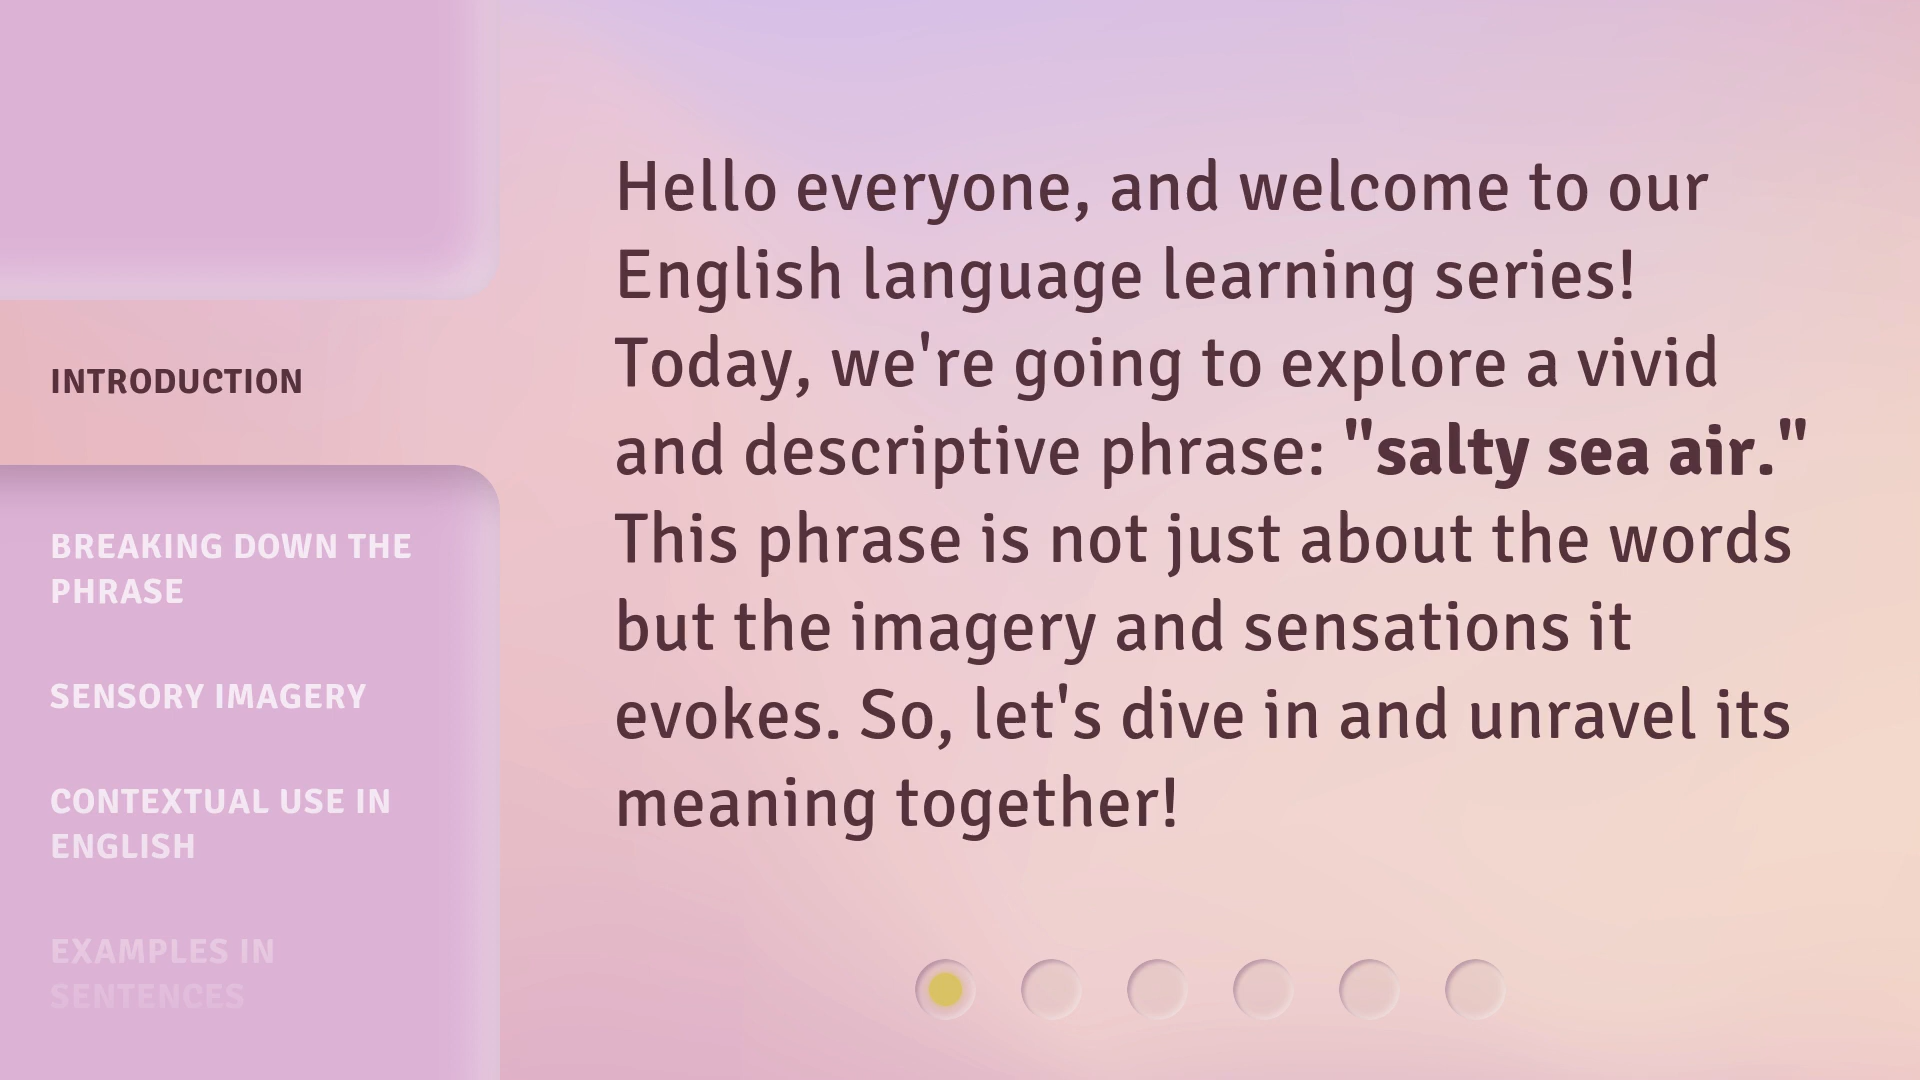 INTRODUCTION
BREAKING DOWN THE
PHRASE
SENSORY IMAGERY
CONTEXTUAL USE IN
ENGLISH
EXAMPLES IN
SENTENCES
Hello everyone, and welcome to our
English language learning series!
Today, we're going to explore a vivid
and descriptive phrase: "salty sea air."
This phrase is not just about the words
but the imagery and sensations it
evokes. So, let's dive in and unravel its
meaning together!